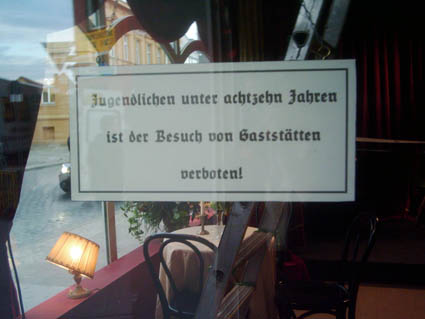 Jugendlichen unter achtzehn Jahren
ist der Besuch von Gaststätten
verboten!